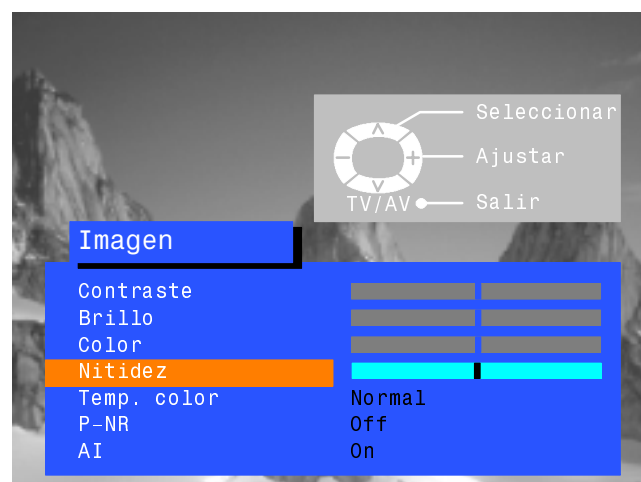 Seleccionar
Ajustar
TV/AV Salir
Imagen
Contraste
Brillo
Color
Nitidez
Temp. color Normal
P-NR Off
AI On